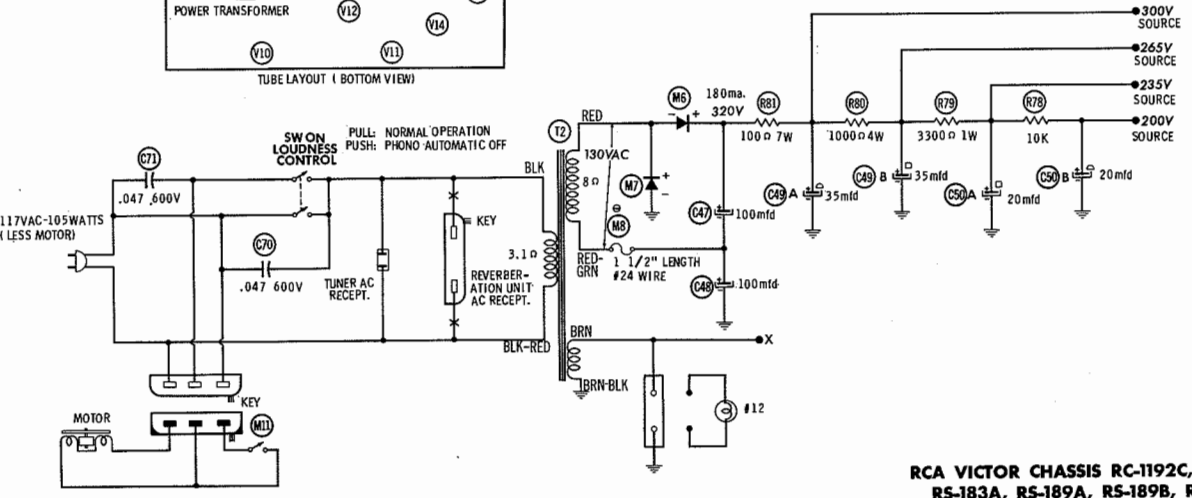 POWER TRANSFORMER
V12
V14
V10
V11
TUBE LAYOUT ( BOTTOM VIEW)
300V
SOURCE
265V
SOURCE
235V
SOURCE
200V
SOURCE
M6
180ma.
320V
R81
100Ω 7W
R80
1000Ω 4W
R79
3300Ω 1W
R78
10K
C49 A
35mfd
C49 B
35mfd
C50 A
20mfd
C50 B
20mfd
T2
RED
130VAC
8Ω
M7
M8
C47
100mfd
C48
100mfd
RED-
GRN
1 1/2" LENGTH
#24 WIRE
SW ON
LOUDNESS
CONTROL
PULL: NORMAL OPERATION
PUSH: PHONO AUTOMATIC OFF
BLK
C71
.047 600V
117VAC-105WATTS
( LESS MOTOR)
C70
.047 600V
TUNER AC
RECEPT.
KEY
REVERBER-
ATION UNIT
AC RECEPT.
3.1Ω
BLK-RED
BRN
X
BRN-BLK
#12
KEY
MOTOR
M11
RCA VICTOR CHASSIS RC-1192C,
RS-183A, RS-189A, RS-189B,